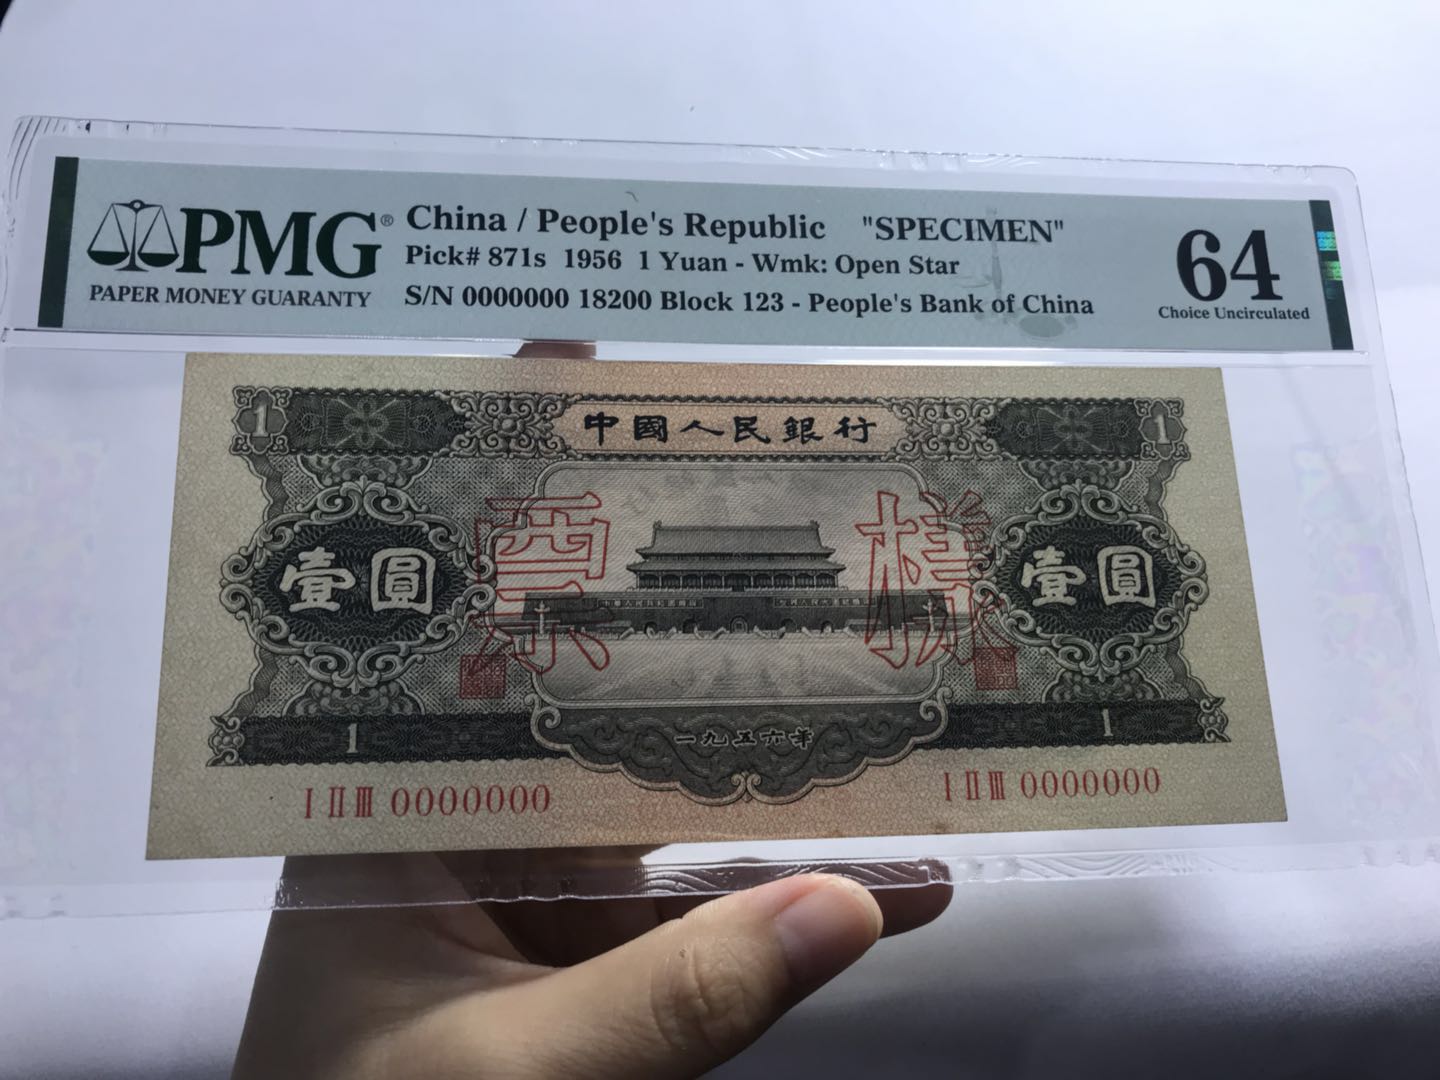 PMG®
PAPER MONEY GUARANTY
China / People's Republic "SPECIMEN"
Pick# 871s 1956 1 Yuan - Wmk: Open Star
S/N 0000000 18200 Block 123 - People's Bank of China
64
Choice Uncirculated
1 中國人民銀行 1
票 樣
壹圓 壹圓
1 一九五六年 1
I II III 0000000 I II III 0000000